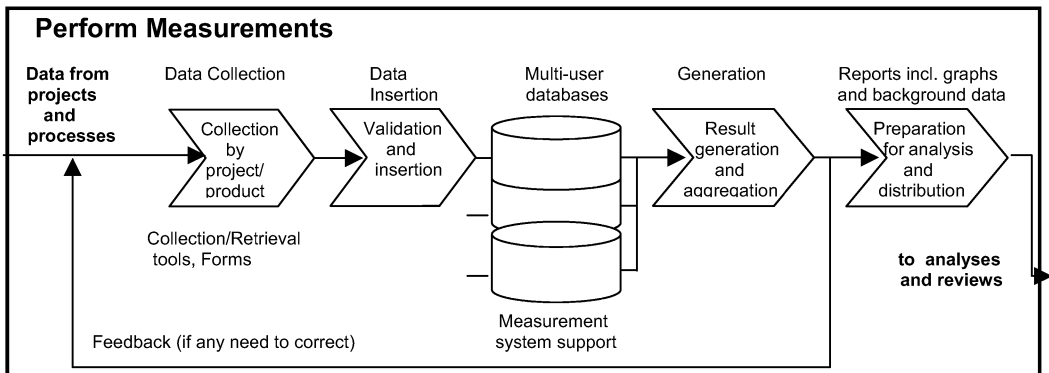 Perform Measurements
Data from
projects
and
processes
Data Collection
Collection
by
project/
product
Collection/Retrieval
tools, Forms
Data
Insertion
Validation
and
insertion
Multi-user
databases
Measurement
system support
Generation
Result
generation
and
aggregation
Reports incl. graphs
and background data
Preparation
for analysis
and
distribution
to analyses
and reviews
Feedback (if any need to correct)